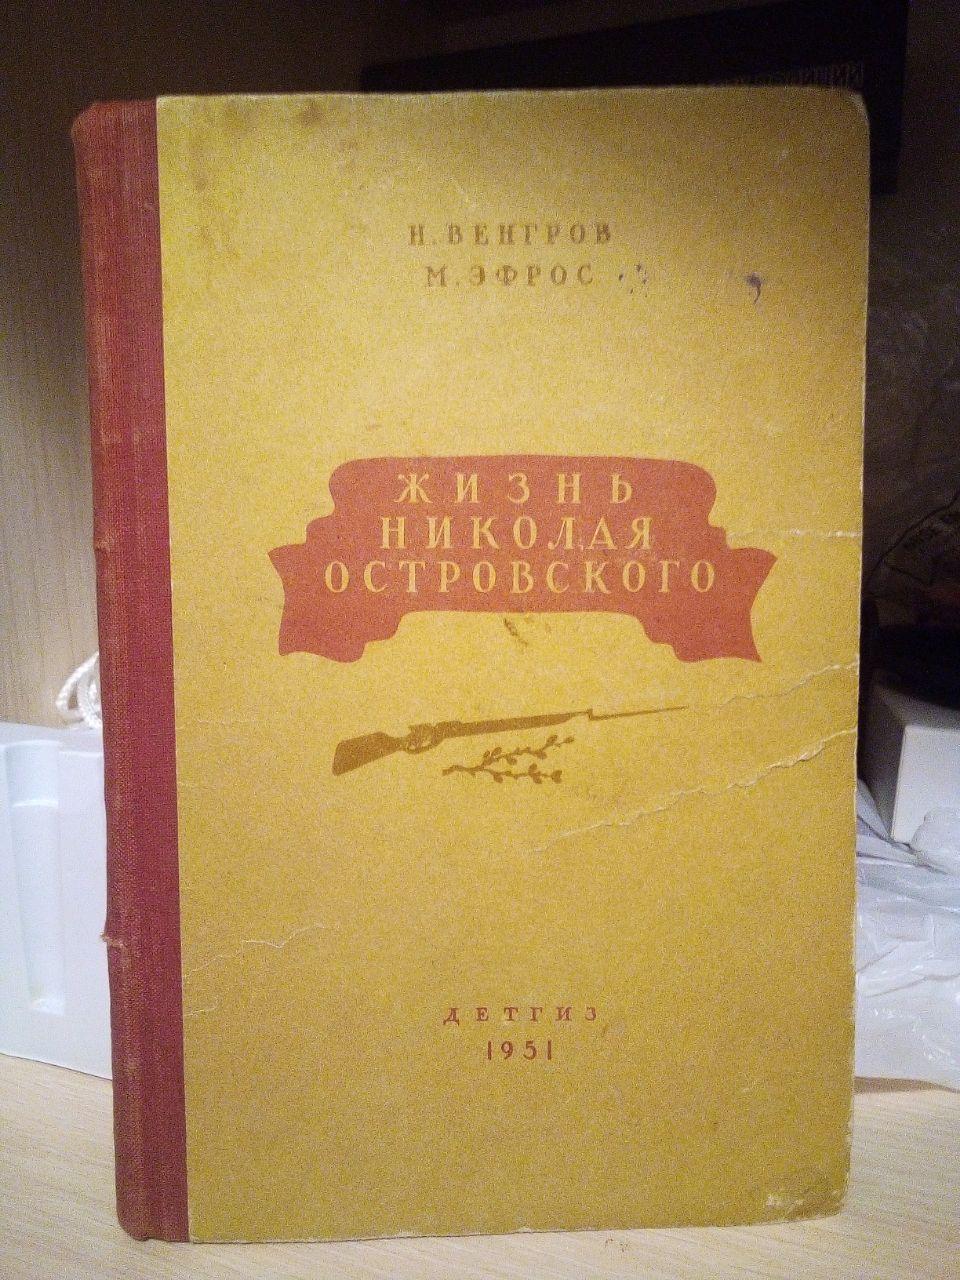 Н. ВЕНГРОВ
М. ЭФРОС
ЖИЗНЬ
НИКОЛАЯ
ОСТРОВСКОГО
ДЕТГИЗ
1951